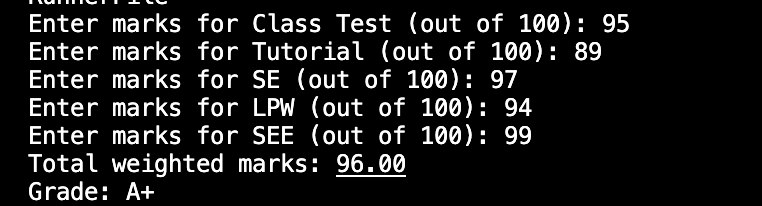 RunnerFile
Enter marks for Class Test (out of 100): 95
Enter marks for Tutorial (out of 100): 89
Enter marks for SE (out of 100): 97
Enter marks for LPW (out of 100): 94
Enter marks for SEE (out of 100): 99
Total weighted marks: 96.00
Grade: A+